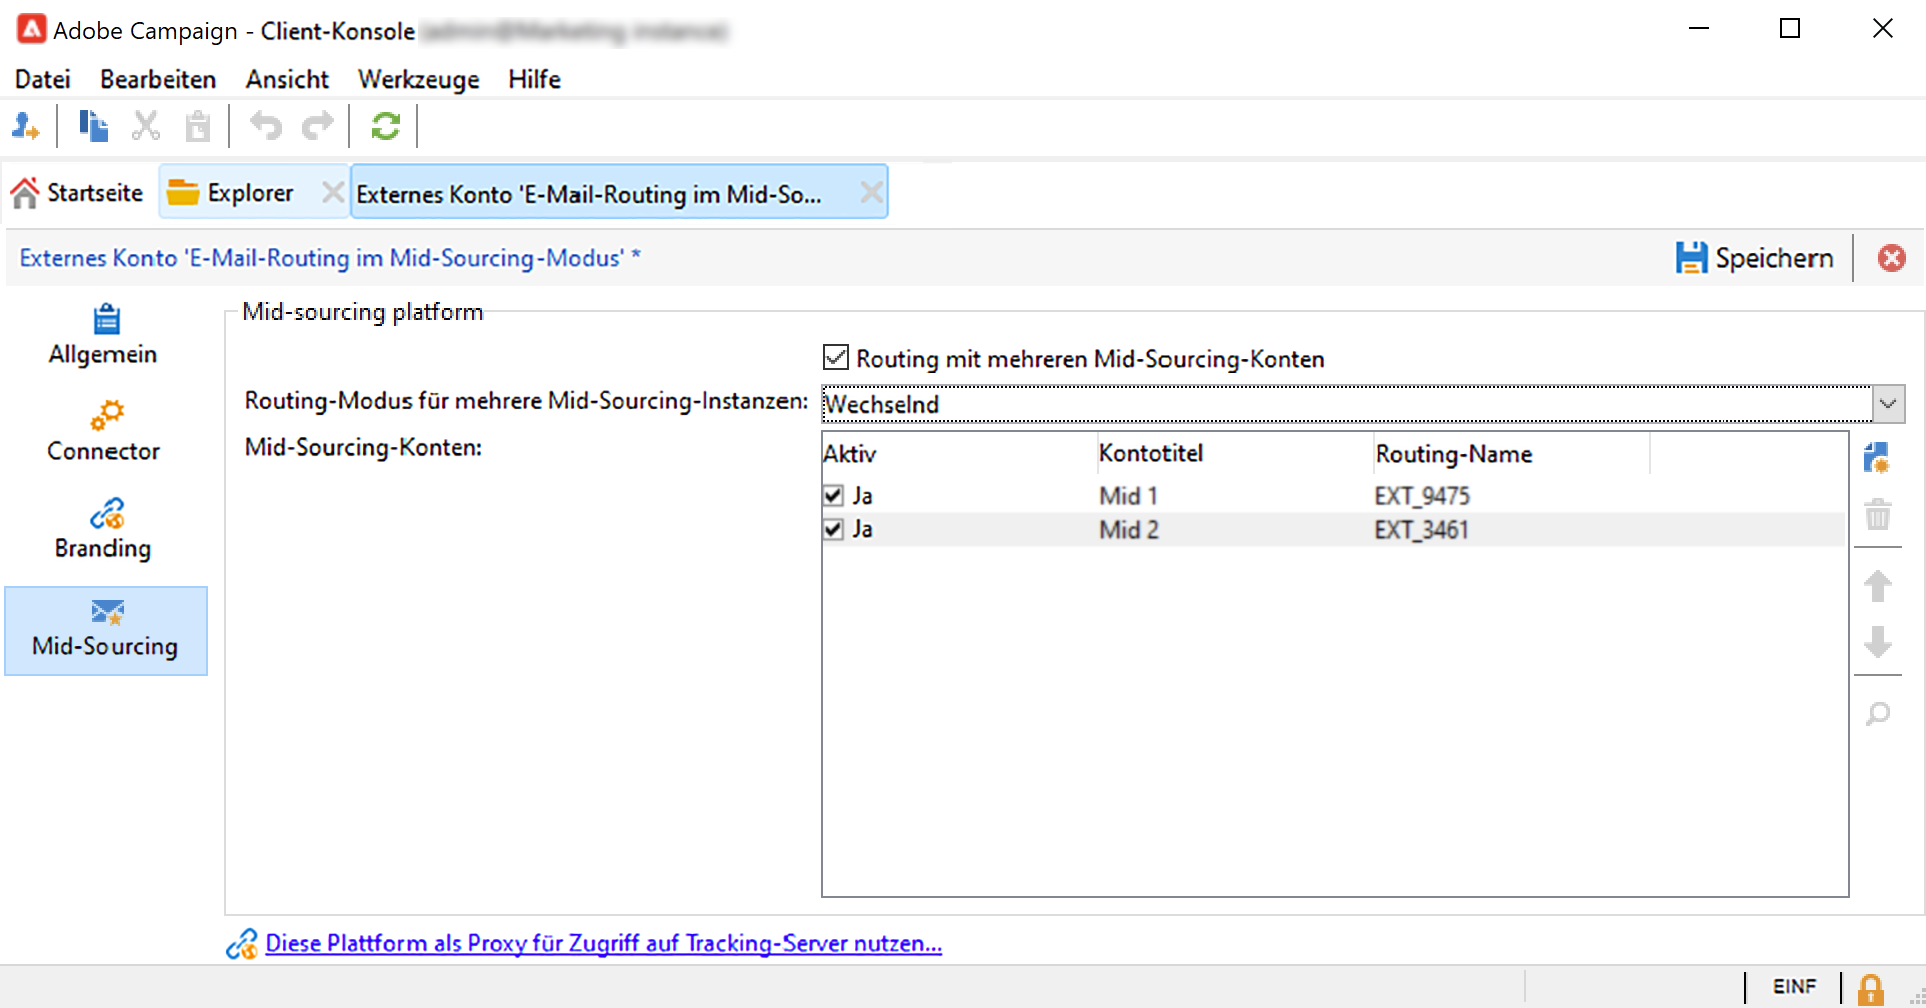 Adobe Campaign - Client-Konsole
Datei Bearbeiten Ansicht Werkzeuge Hilfe
Startseite Explorer Externes Konto 'E-Mail-Routing im Mid-So...
Externes Konto 'E-Mail-Routing im Mid-Sourcing-Modus' * Speichern
Allgemein
Connector
Branding
Mid-Sourcing
Mid-sourcing platform
Routing mit mehreren Mid-Sourcing-Konten
Routing-Modus für mehrere Mid-Sourcing-Instanzen: Wechselnd
Mid-Sourcing-Konten:
Aktiv Kontotitel Routing-Name
Ja Mid 1 EXT_9475
Ja Mid 2 EXT_3461
Diese Plattform als Proxy für Zugriff auf Tracking-Server nutzen...
EINF